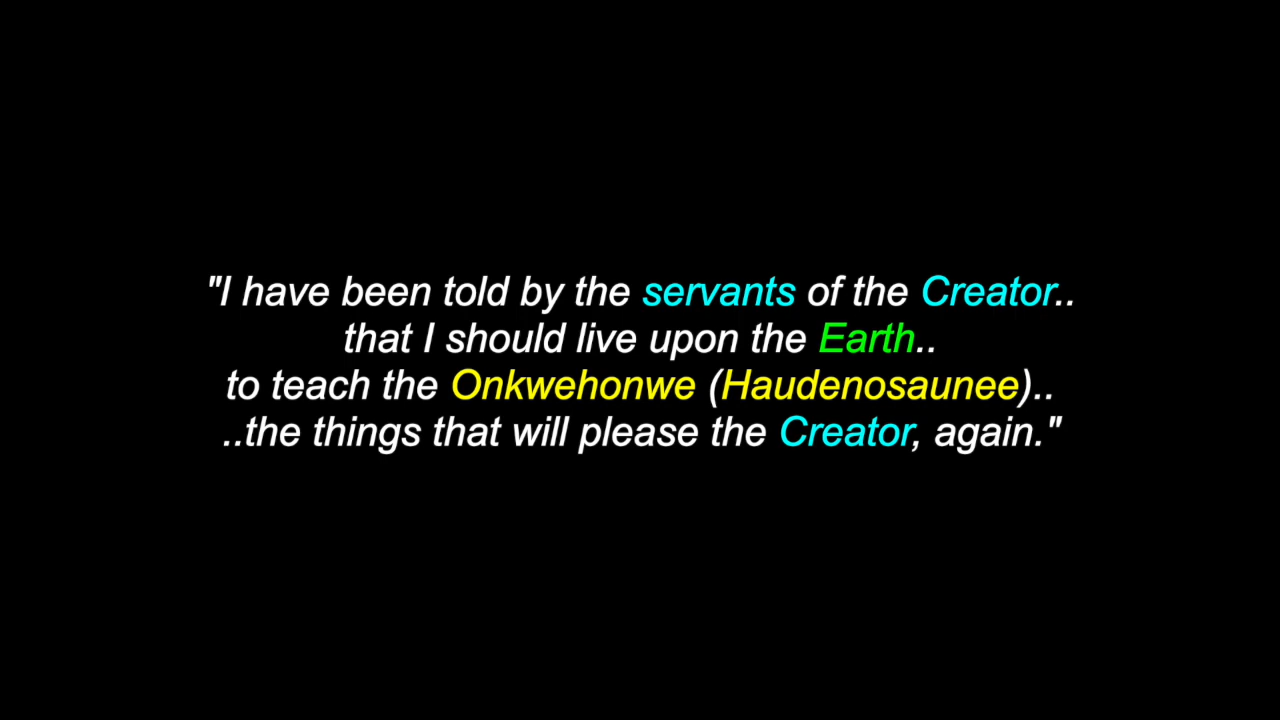 "I have been told by the servants of the Creator..
that I should live upon the Earth..
to teach the Onkwehonwe (Haudenosaunee)..
..the things that will please the Creator, again."